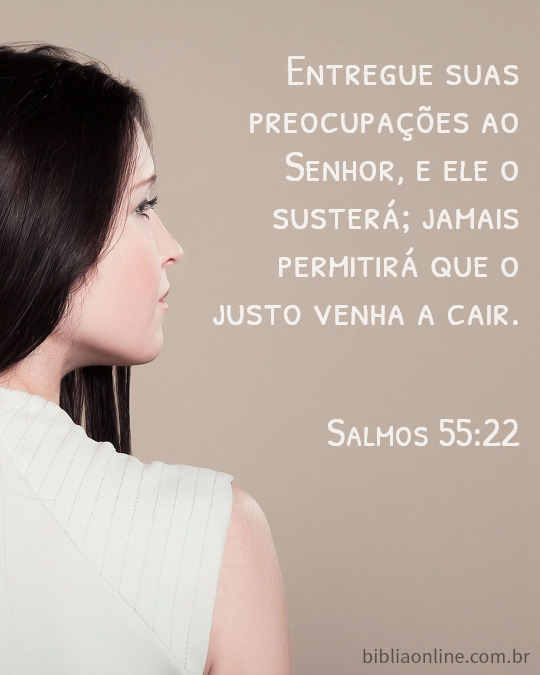 Entregue suas
preocupações ao
Senhor, e ele o
susterá; jamais
permitirá que o
justo venha a cair.
Salmos 55:22
bibliaonline.com.br